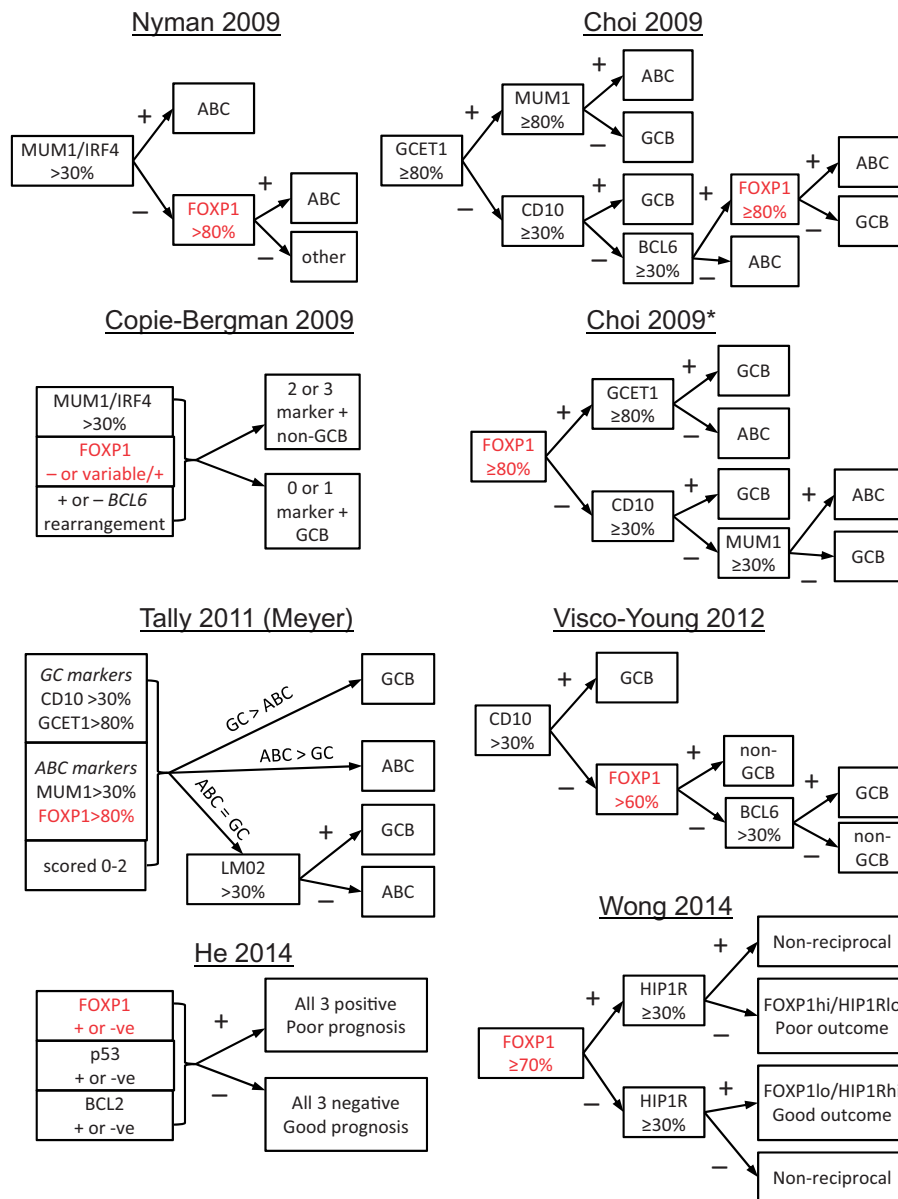 Nyman 2009
MUM1/IRF4
>30%
+
ABC
−
FOXP1
>80%
+
ABC
−
other
Choi 2009
GCET1
≥80%
+
MUM1
≥80%
+
ABC
−
GCB
−
CD10
≥30%
+
GCB
−
BCL6
≥30%
+
FOXP1
≥80%
+
ABC
−
GCB
−
ABC
Copie-Bergman 2009
MUM1/IRF4
>30%
FOXP1
– or variable/+
+ or – BCL6
rearrangement
2 or 3
marker +
non-GCB
0 or 1
marker +
GCB
Choi 2009*
FOXP1
≥80%
+
GCET1
≥80%
+
GCB
−
ABC
−
CD10
≥30%
+
GCB
−
MUM1
≥30%
+
ABC
−
GCB
Tally 2011 (Meyer)
GC markers
CD10 >30%
GCET1>80%
ABC markers
MUM1>30%
FOXP1>80%
scored 0-2
GC > ABC
GCB
ABC > GC
ABC
ABC = GC
LM02
>30%
+
GCB
−
ABC
Visco-Young 2012
CD10
>30%
+
GCB
−
FOXP1
>60%
+
non-
GCB
−
BCL6
>30%
+
GCB
−
non-
GCB
He 2014
FOXP1
+ or -ve
p53
+ or -ve
BCL2
+ or -ve
+
All 3 positive
Poor prognosis
−
All 3 negative
Good prognosis
Wong 2014
FOXP1
≥70%
+
HIP1R
≥30%
+
Non-reciprocal
−
FOXP1hi/HIP1Rlo
Poor outcome
−
HIP1R
≥30%
+
FOXP1lo/HIP1Rhi
Good outcome
−
Non-reciprocal